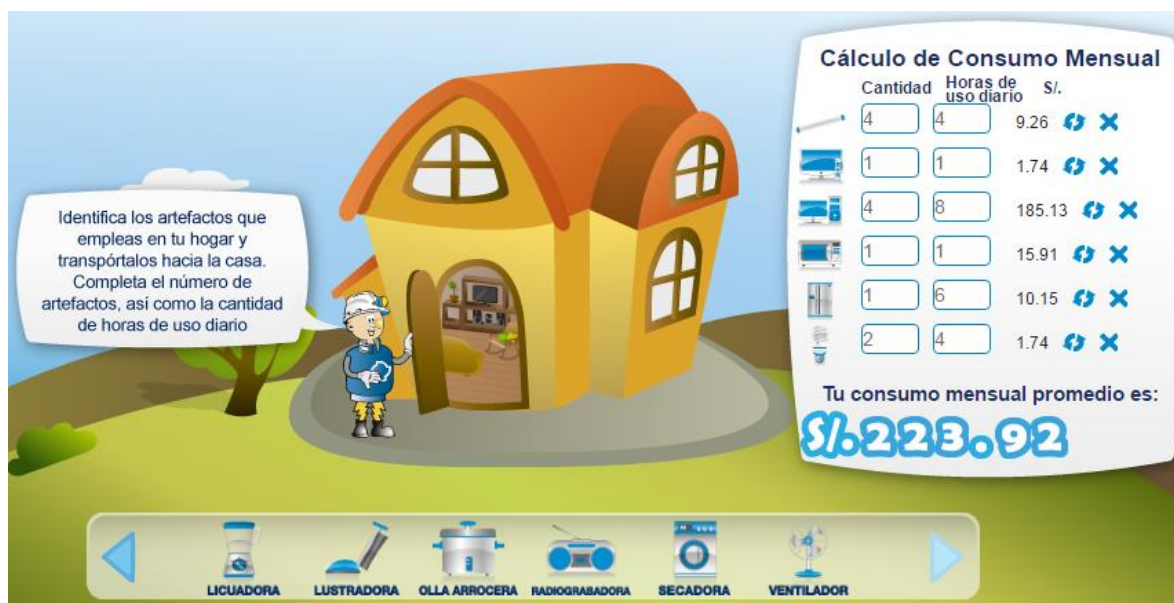 Cálculo de Consumo Mensual
Cantidad Horas de uso diario S/.
4 4 9.26
1 1 1.74
4 8 185.13
1 1 15.91
1 6 10.15
2 4 1.74
Tu consumo mensual promedio es:
S/.223.92
Identifica los artefactos que
empleas en tu hogar y
transpórtalos hacia la casa.
Completa el número de
artefactos, así como la cantidad
de horas de uso diario
LICUADORA LUSTRADORA OLLA ARROCERA RADIOGRABADORA SECADORA VENTILADOR